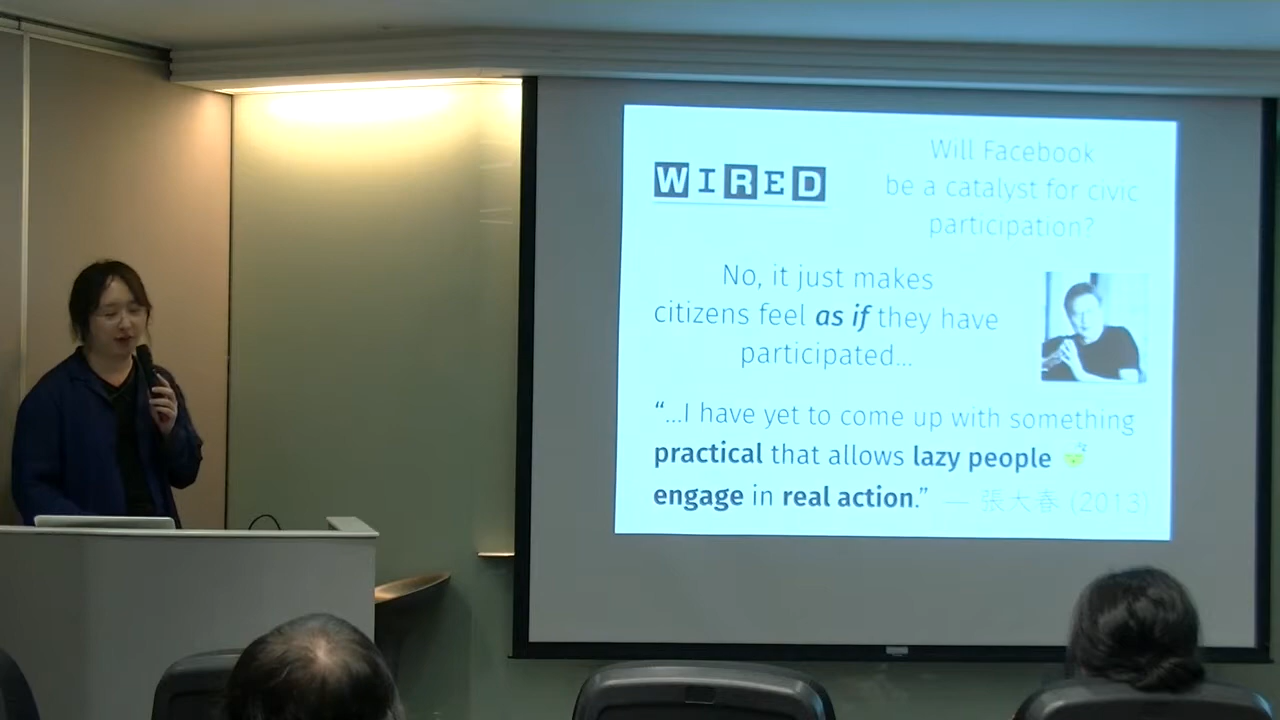 WIRED
Will Facebook
be a catalyst for civic
participation?
No, it just makes
citizens feel as if they have
participated...
“...I have yet to come up with something
practical that allows lazy people
engage in real action.” — 張大春 (2013)